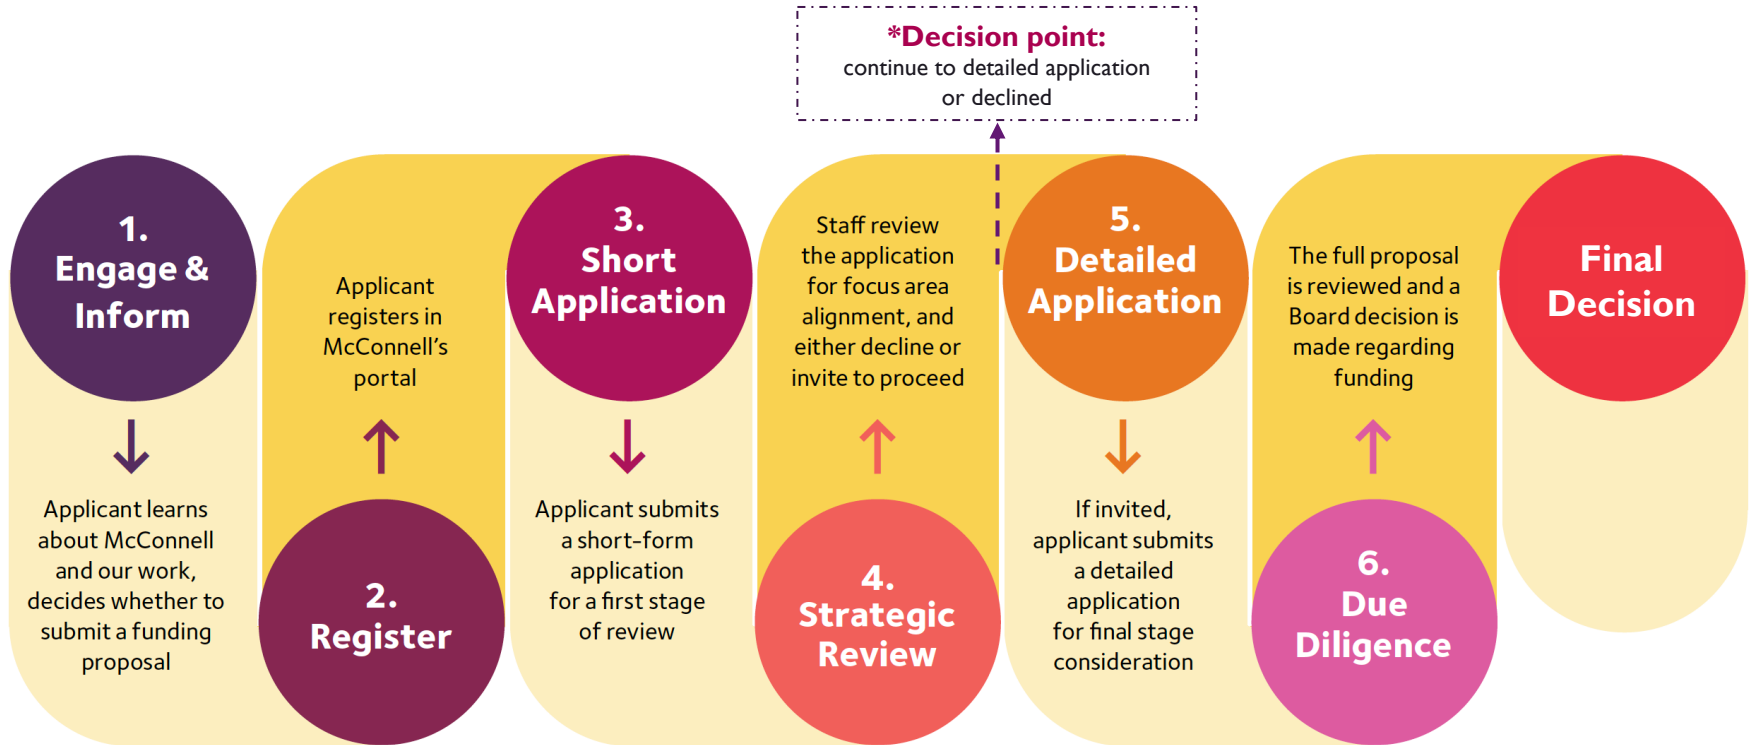 *Decision point:
continue to detailed application
or declined
1.
Engage &
Inform
Applicant learns
about McConnell
and our work,
decides whether to
submit a funding
proposal
Applicant
registers in
McConnell’s
portal
2.
Register
3.
Short
Application
Applicant submits
a short-form
application
for a first stage
of review
Staff review
the application
for focus area
alignment, and
either decline or
invite to proceed
4.
Strategic
Review
5.
Detailed
Application
If invited,
applicant submits
a detailed
application
for final stage
consideration
The full proposal
is reviewed and a
Board decision is
made regarding
funding
6.
Due
Diligence
Final
Decision